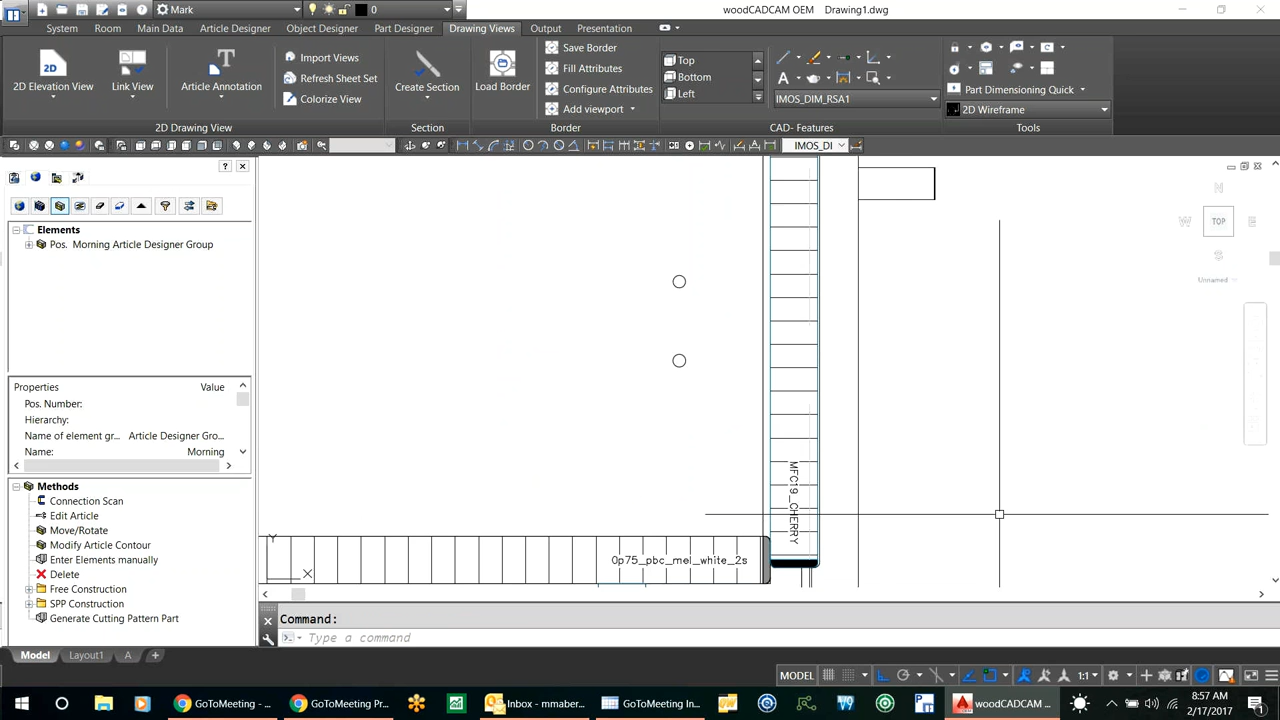 Mark
0
woodCADCAM OEM Drawing1.dwg
System Room Main Data Article Designer Object Designer Part Designer Drawing Views Output Presentation
2D Elevation View
Link View
Article Annotation
Import Views
Refresh Sheet Set
Colorize View
Create Section
Load Border
Save Border
Fill Attributes
Configure Attributes
Add viewport
Top
Bottom
Left
IMOS_DIM_RSA1
Part Dimensioning Quick
2D Wireframe
2D Drawing View
Section
Border
CAD- Features
Tools
IMOS_DI
Elements
Pos. Morning Article Designer Group
Properties Value
Pos. Number:
Hierarchy:
Name of element gr... Article Designer Gro...
Name: Morning
Methods
Connection Scan
Edit Article
Move/Rotate
Modify Article Contour
Enter Elements manually
Delete
Free Construction
SPP Construction
Generate Cutting Pattern Part
N
W TOP E
S
Unnamed
MFC19_CHERRY
0p75_pbc_mel_white_2s
Y
X
Command:
Type a command
Model Layout1 A
MODEL
1:1
GoToMeeting - ...
GoToMeeting Pr...
Inbox - mmaber...
GoToMeeting In...
woodCADCAM ...
8:57 AM
2/17/2017